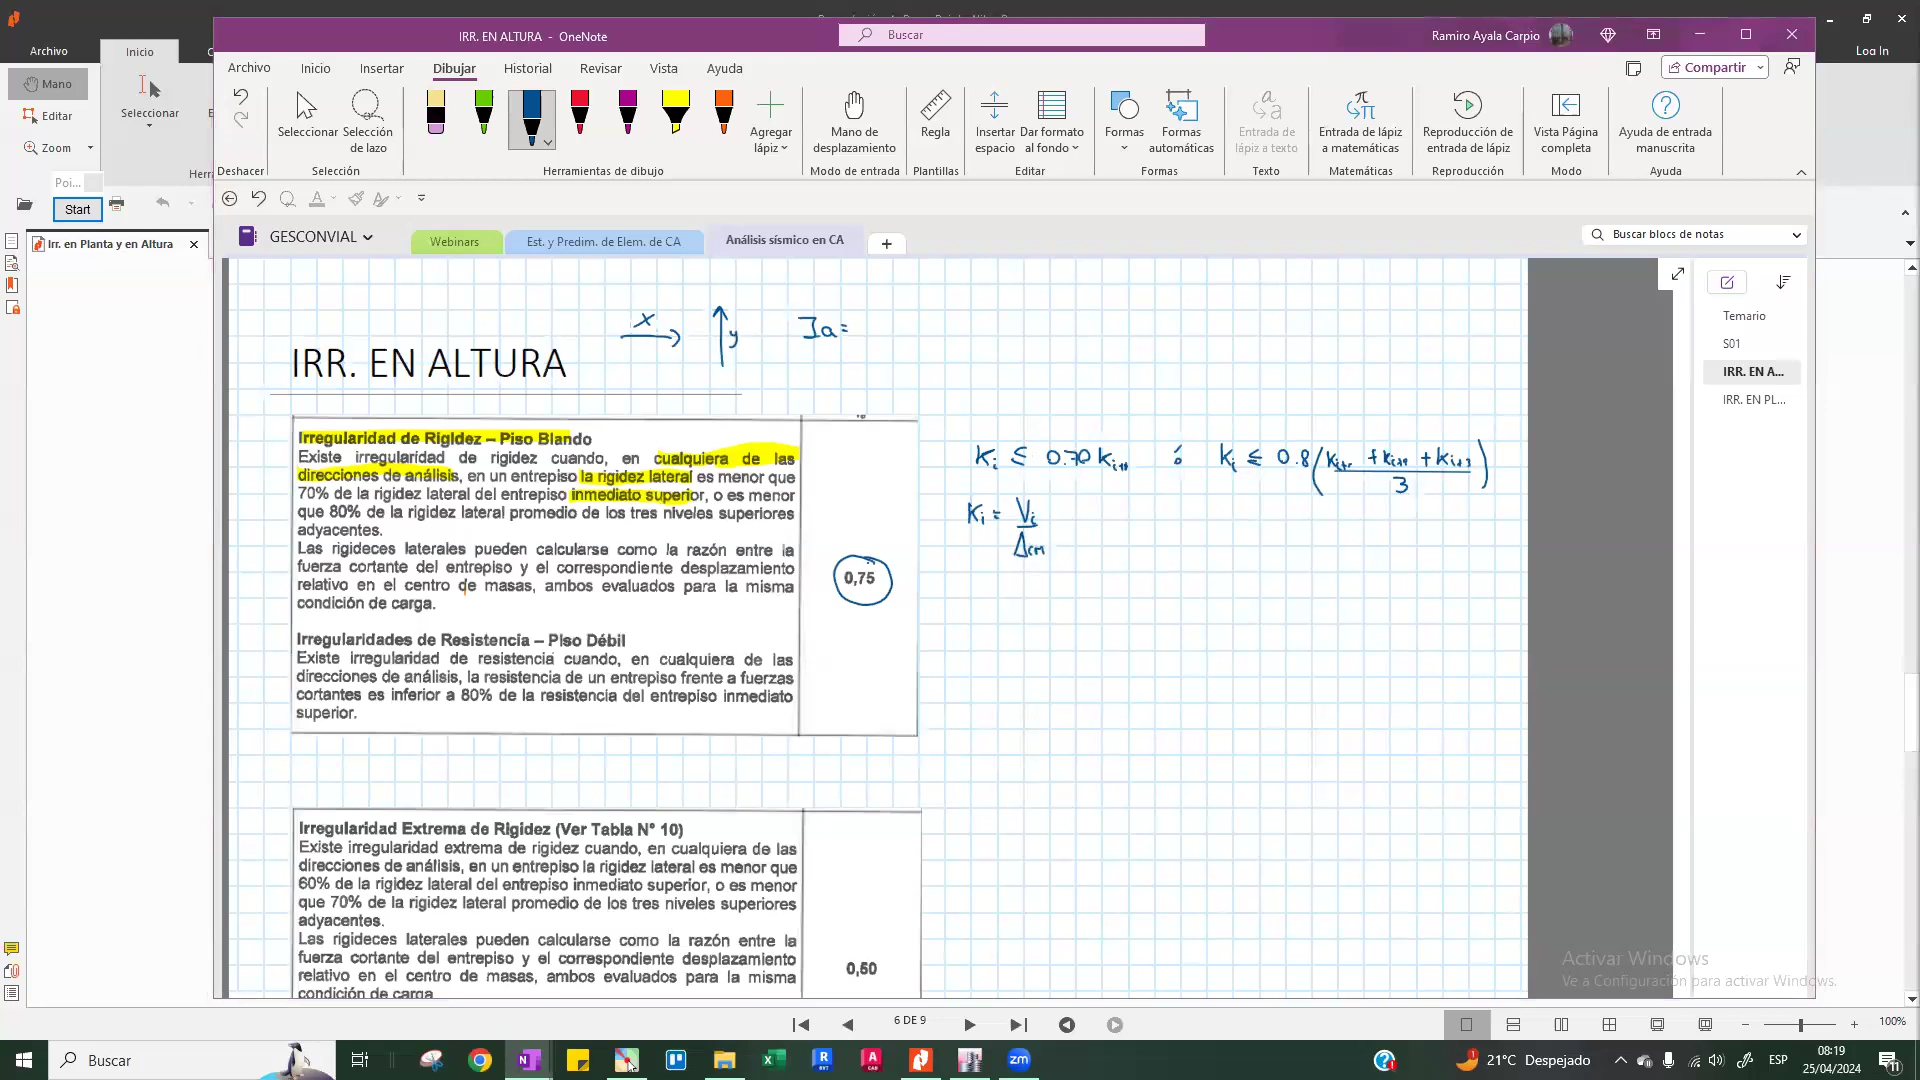 IRR. EN ALTURA - OneNote
Buscar
Ramiro Ayala Carpio
Log In
Archivo
Inicio
Archivo
Inicio
Insertar
Dibujar
Historial
Revisar
Vista
Ayuda
Compartir
Mano
Editar
Zoom
Seleccionar
Poi...
Start
Seleccionar
Selección de lazo
Agregar lápiz
Mano de desplazamiento
Regla
Insertar espacio
Dar formato al fondo
Formas
Formas automáticas
Entrada de lápiz a texto
Entrada de lápiz a matemáticas
Reproducción de entrada de lápiz
Vista Página completa
Ayuda de entrada manuscrita
Deshacer
Selección
Herramientas de dibujo
Modo de entrada
Plantillas
Editar
Formas
Texto
Matemáticas
Reproducción
Modo
Ayuda
Irr. en Planta y en Altura
GESCONVIAL
Webinars
Est. y Predim. de Elem. de CA
Análisis sísmico en CA
Buscar blocs de notas
Temario
S01
IRR. EN A...
IRR. EN PL...
x
y
Ia=
IRR. EN ALTURA
Irregularidad de Rigidez – Piso Blando
Existe irregularidad de rigidez cuando, en cualquiera de las
direcciones de análisis, en un entrepiso la rigidez lateral es menor que
70% de la rigidez lateral del entrepiso inmediato superior, o es menor
que 80% de la rigidez lateral promedio de los tres niveles superiores
adyacentes.
Las rigideces laterales pueden calcularse como la razón entre la
fuerza cortante del entrepiso y el correspondiente desplazamiento
relativo en el centro de masas, ambos evaluados para la misma
condición de carga.
0,75
Irregularidades de Resistencia – Piso Débil
Existe irregularidad de resistencia cuando, en cualquiera de las
direcciones de análisis, la resistencia de un entrepiso frente a fuerzas
cortantes es inferior a 80% de la resistencia del entrepiso inmediato
superior.
Ki ≤ 0.70 Ki+1 ó Ki ≤ 0.8 (
3
)
Ki = Vi
Δcm
Irregularidad Extrema de Rigidez (Ver Tabla N° 10)
Existe irregularidad extrema de rigidez cuando, en cualquiera de las
direcciones de análisis, en un entrepiso la rigidez lateral es menor que
60% de la rigidez lateral del entrepiso inmediato superior, o es menor
que 70% de la rigidez lateral promedio de los tres niveles superiores
adyacentes.
Las rigideces laterales pueden calcularse como la razón entre la
fuerza cortante del entrepiso y el correspondiente desplazamiento
relativo en el centro de masas, ambos evaluados para la misma
condición de carga
0,50
Activar Windows
Ve a Configuración para activar Windows.
6 DE 9
100%
Buscar
21°C Despejado
ESP
08:19
25/04/2024
11